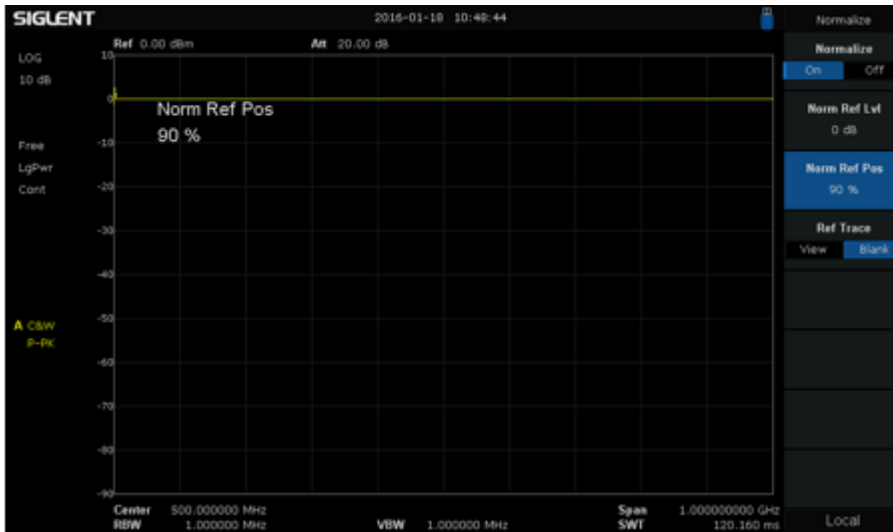 SIGLENT 2016-01-18 10:48:44 Normalize
Ref 0.00 dBm Att 20.00 dB
LOG
10 dB
Free
LgPwr
Cont
A C&W
P-PK
10
0
-10
-20
-30
-40
-50
-60
-70
-80
-90
Norm Ref Pos
90 %
Center 500.000000 MHz Span 1.000000000 GHz
RBW 1.000000 MHz VBW 1.000000 MHz SWT 120.160 ms
Normalize
On Off
Norm Ref Lvl
0 dB
Norm Ref Pos
90 %
Ref Trace
View Blank
Local